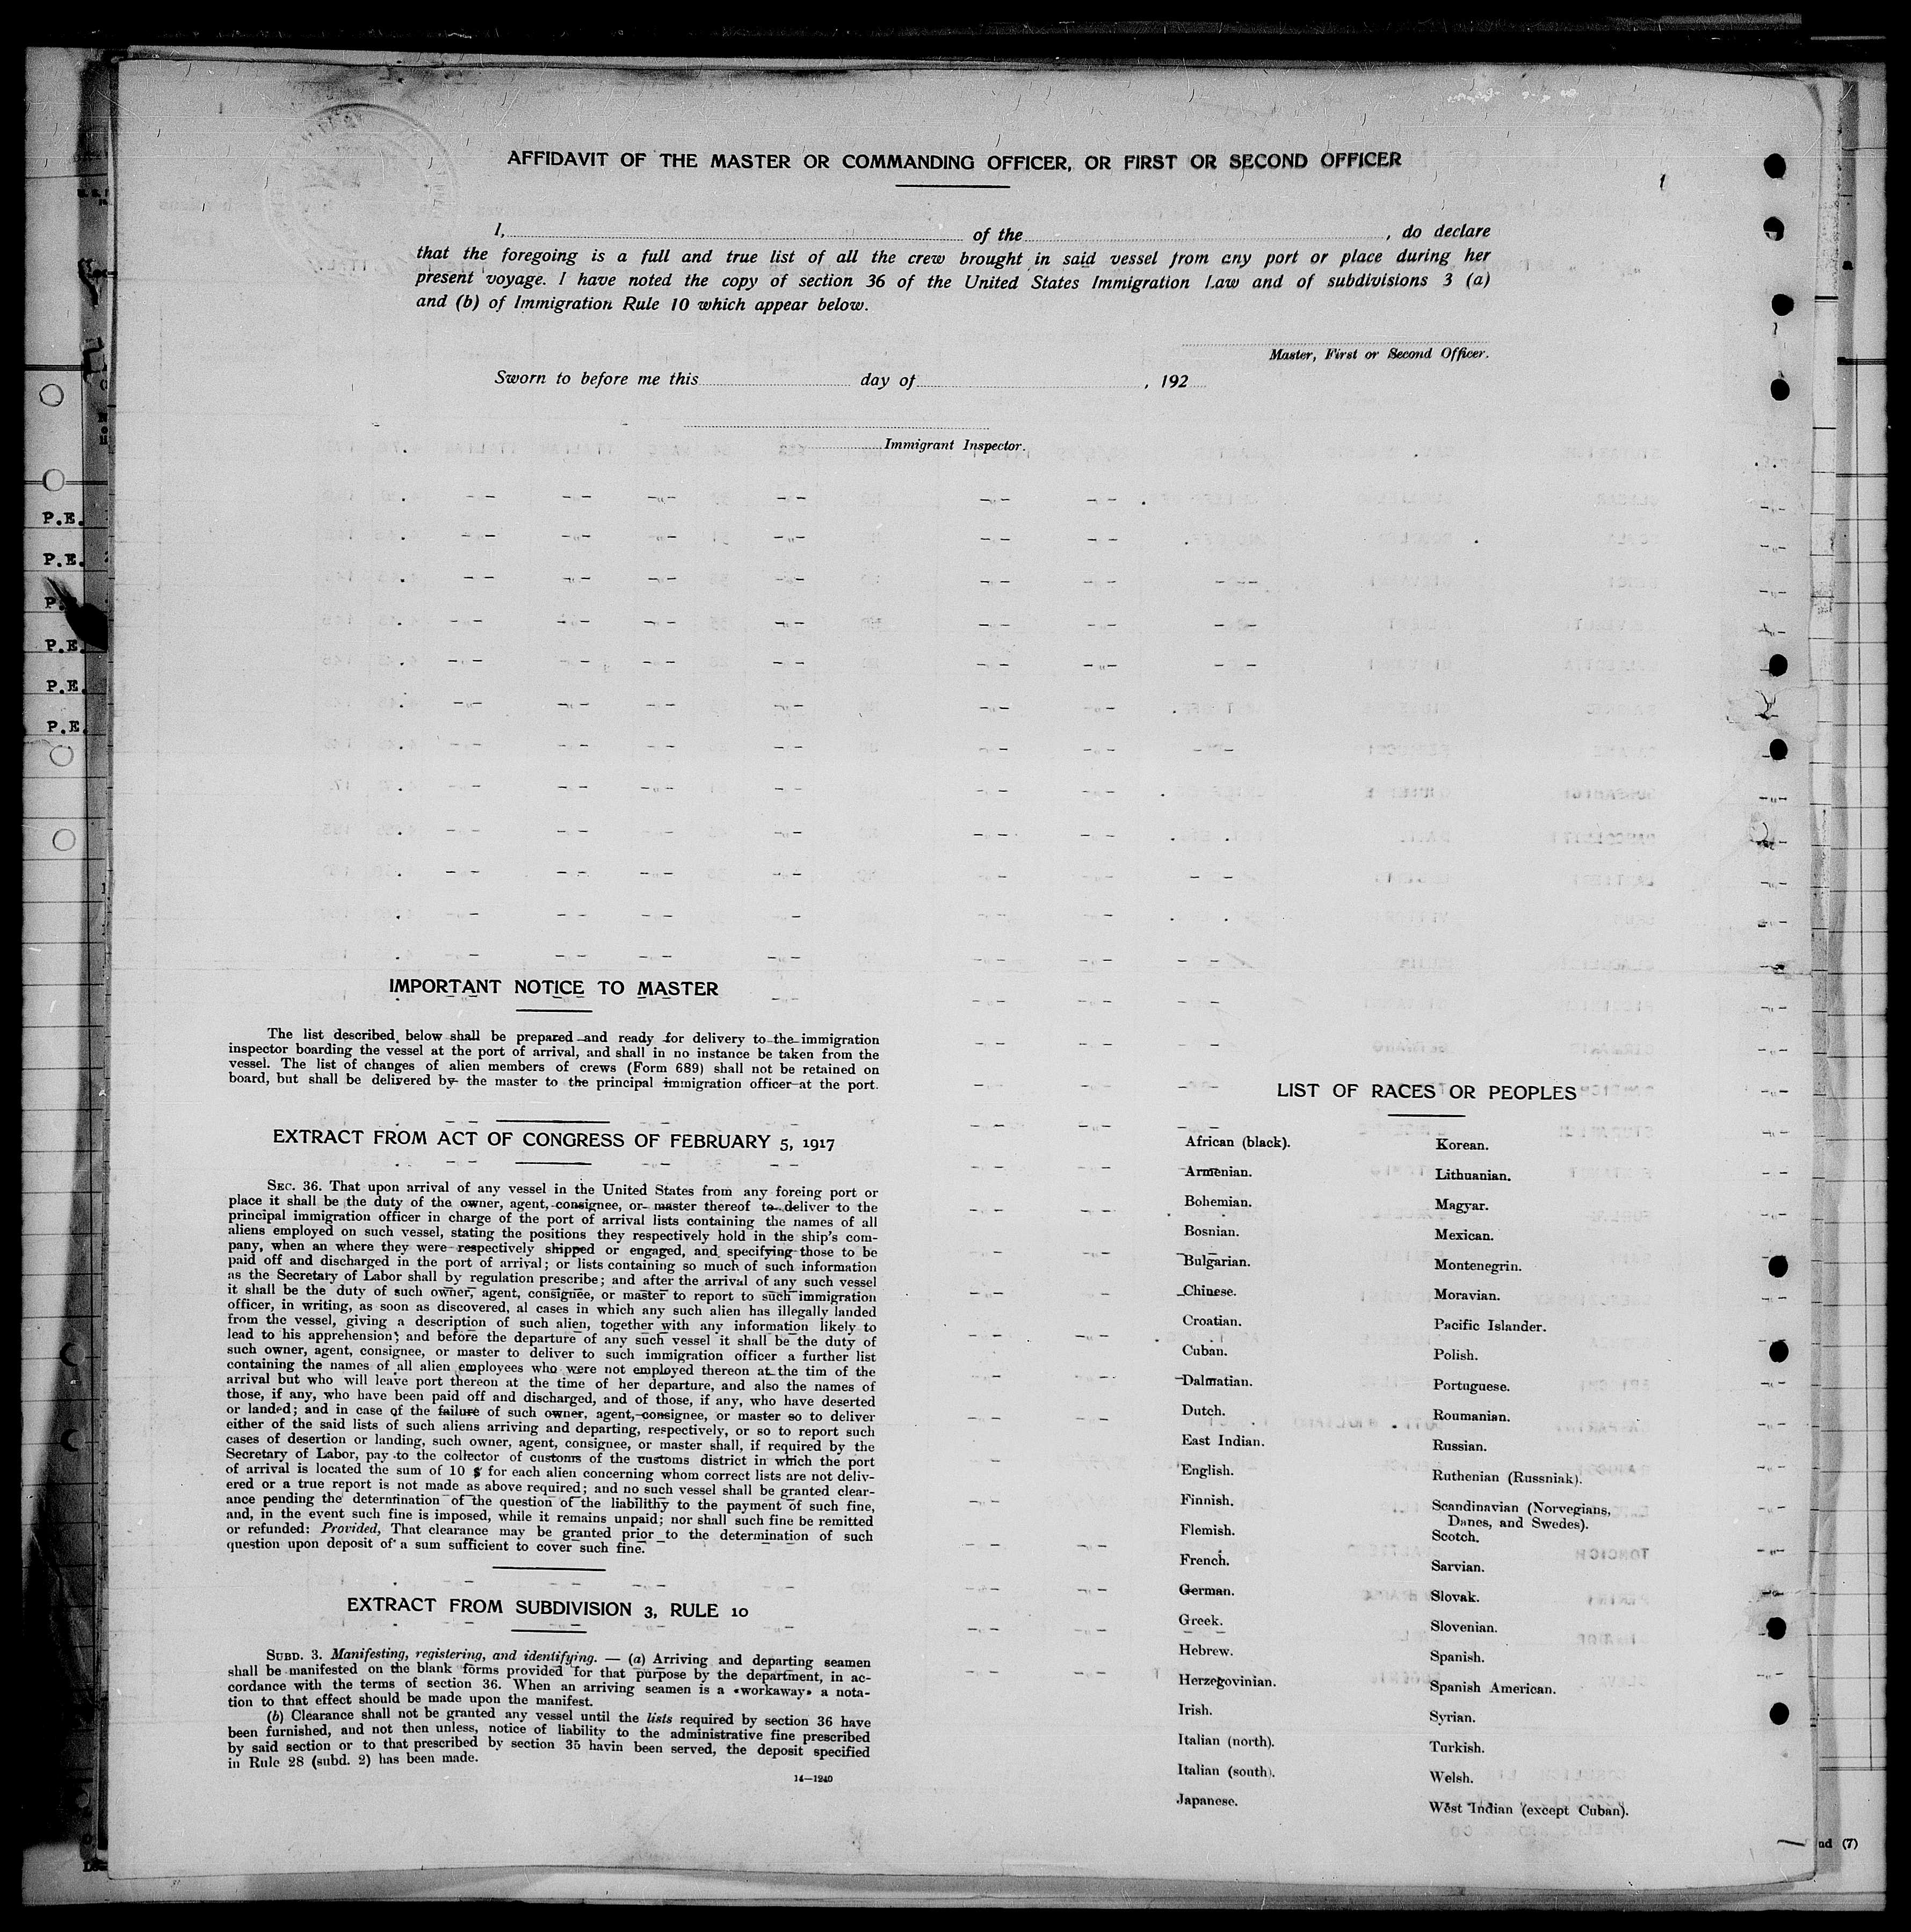 AFFIDAVIT OF THE MASTER OR COMMANDING OFFICER, OR FIRST OR SECOND OFFICER
I, of the , do declare
that the foregoing is a full and true list of all the crew brought in said vessel from any port or place during her
present voyage. I have noted the copy of section 36 of the United States Immigration Law and of subdivisions 3 (a)
and (b) of Immigration Rule 10 which appear below.
Master, First or Second Officer.
Sworn to before me this day of , 192
Immigrant Inspector.
P.E.
P.E.
P.E.
P.E.
P.E.
IMPORTANT NOTICE TO MASTER
The list described below shall be prepared and ready for delivery to the immigration
inspector boarding the vessel at the port of arrival, and shall in no instance be taken from the
vessel. The list of changes of alien members of crews (Form 689) shall not be retained on
board, but shall be delivered by the master to the principal immigration officer at the port.
EXTRACT FROM ACT OF CONGRESS OF FEBRUARY 5, 1917
SEC. 36. That upon arrival of any vessel in the United States from any foreing port or
place it shall be the duty of the owner, agent, consignee, or master thereof to deliver to the
principal immigration officer in charge of the port of arrival lists containing the names of all
aliens employed on such vessel, stating the positions they respectively hold in the ship's com-
pany, when an where they were respectively shipped or engaged, and specifying those to be
paid off and discharged in the port of arrival; or lists containing so much of such information
as the Secretary of Labor shall by regulation prescribe; and after the arrival of any such vessel
it shall be the duty of such owner, agent, consignee, or master to report to such immigration
officer, in writing, as soon as discovered, al cases in which any such alien has illegally landed
from the vessel, giving a description of such alien, together with any information likely to
lead to his apprehension; and before the departure of any such vessel it shall be the duty of
such owner, agent, consignee, or master to deliver to such immigration officer a further list
containing the names of all alien employees who were not employed thereon at the tim of the
arrival but who will leave port thereon at the time of her departure, and also the names of
those, if any, who have been paid off and discharged, and of those, if any, who have deserted
or landed; and in case of the failure of such owner, agent, consignee, or master so to deliver
either of the said lists of such aliens arriving and departing, respectively, or so to report such
cases of desertion or landing, such owner, agent, consignee, or master shall, if required by the
Secretary of Labor, pay to the collector of customs of the customs district in which the port
of arrival is located the sum of 10 $ for each alien concerning whom correct lists are not deliv-
ered or a true report is not made as above required; and no such vessel shall be granted clear-
ance pending the determination of the question of the liabilithy to the payment of such fine,
and, in the event such fine is imposed, while it remains unpaid; nor shall such fine be remitted
or refunded: Provided, That clearance may be granted prior to the determination of such
question upon deposit of a sum sufficient to cover such fine.
EXTRACT FROM SUBDIVISION 3, RULE 10
SUBD. 3. Manifesting, registering, and identifying. — (a) Arriving and departing seamen
shall be manifested on the blank forms provided for that purpose by the department, in ac-
cordance with the terms of section 36. When an arriving seamen is a «workaway» a nota-
tion to that effect should be made upon the manifest.
(b) Clearance shall not be granted any vessel until the lists required by section 36 have
been furnished, and not then unless, notice of liability to the administrative fine prescribed
by said section or to that prescribed by section 35 havin been served, the deposit specified
in Rule 28 (subd. 2) has been made.
14—1240
LIST OF RACES OR PEOPLES
African (black).
Armenian.
Bohemian.
Bosnian.
Bulgarian.
Chinese.
Croatian.
Cuban.
Dalmatian.
Dutch.
East Indian.
English.
Finnish.
Flemish.
French.
German.
Greek.
Hebrew.
Herzegovinian.
Irish.
Italian (north).
Italian (south).
Japanese.
Korean.
Lithuanian.
Magyar.
Mexican.
Montenegrin.
Moravian.
Pacific Islander.
Polish.
Portuguese.
Roumanian.
Russian.
Ruthenian (Russniak).
Scandinavian (Norvegians,
Danes, and Swedes).
Scotch.
Sarvian.
Slovak.
Slovenian.
Spanish.
Spanish American.
Syrian.
Turkish.
Welsh.
West Indian (except Cuban).
nd (7)